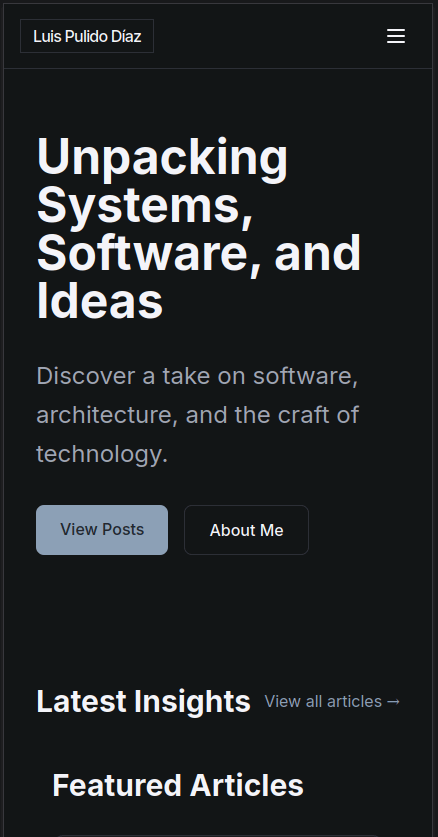 Luis Pulido Díaz
Unpacking
Systems,
Software, and
Ideas
Discover a take on software,
architecture, and the craft of
technology.
View Posts
About Me
Latest Insights
View all articles →
Featured Articles